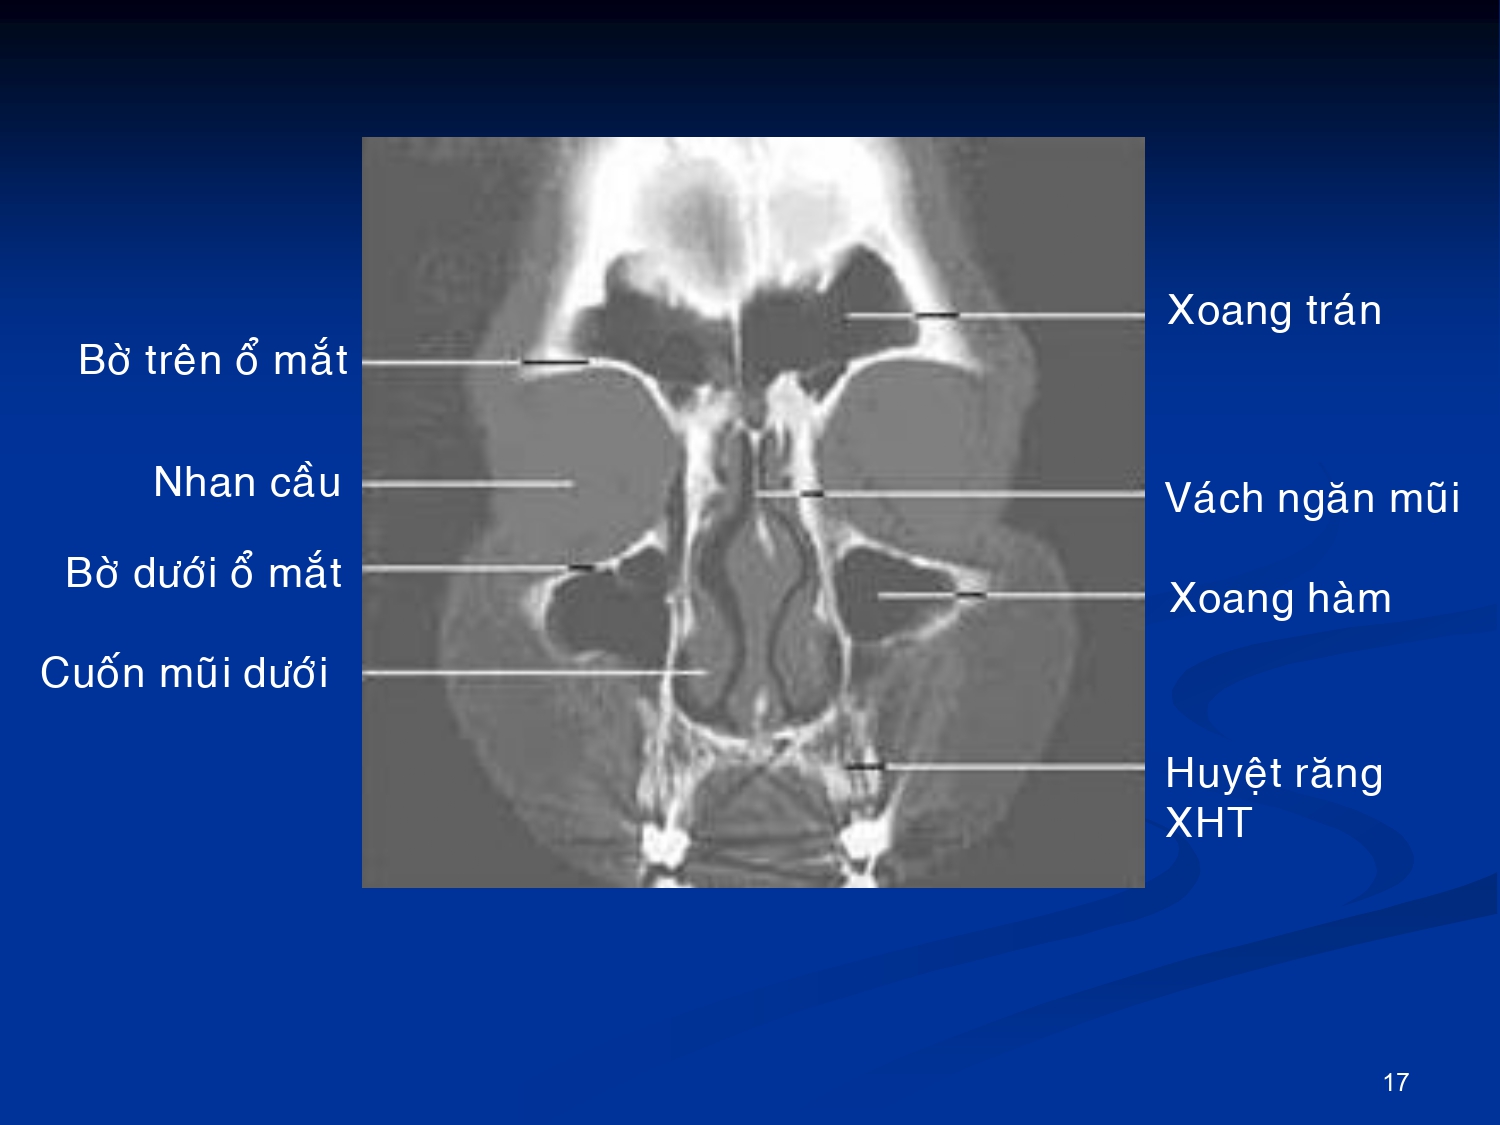 Bờ trên ổ mắt
Nhan cầu
Bờ dưới ổ mắt
Cuốn mũi dưới
Xoang trán
Vách ngăn mũi
Xoang hàm
Huyệt răng
XHT
17